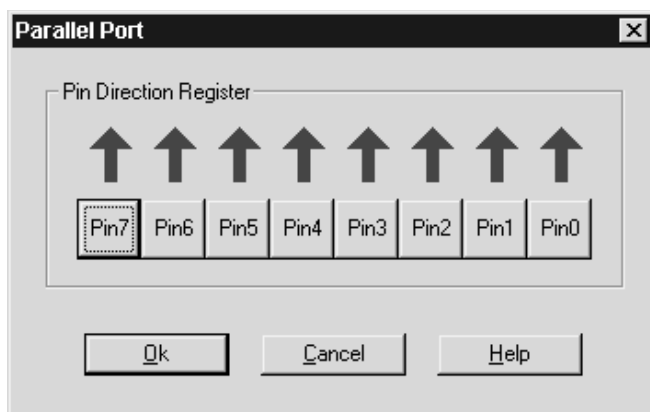 Parallel Port
Pin Direction Register
Pin7 Pin6 Pin5 Pin4 Pin3 Pin2 Pin1 Pin0
Ok Cancel Help